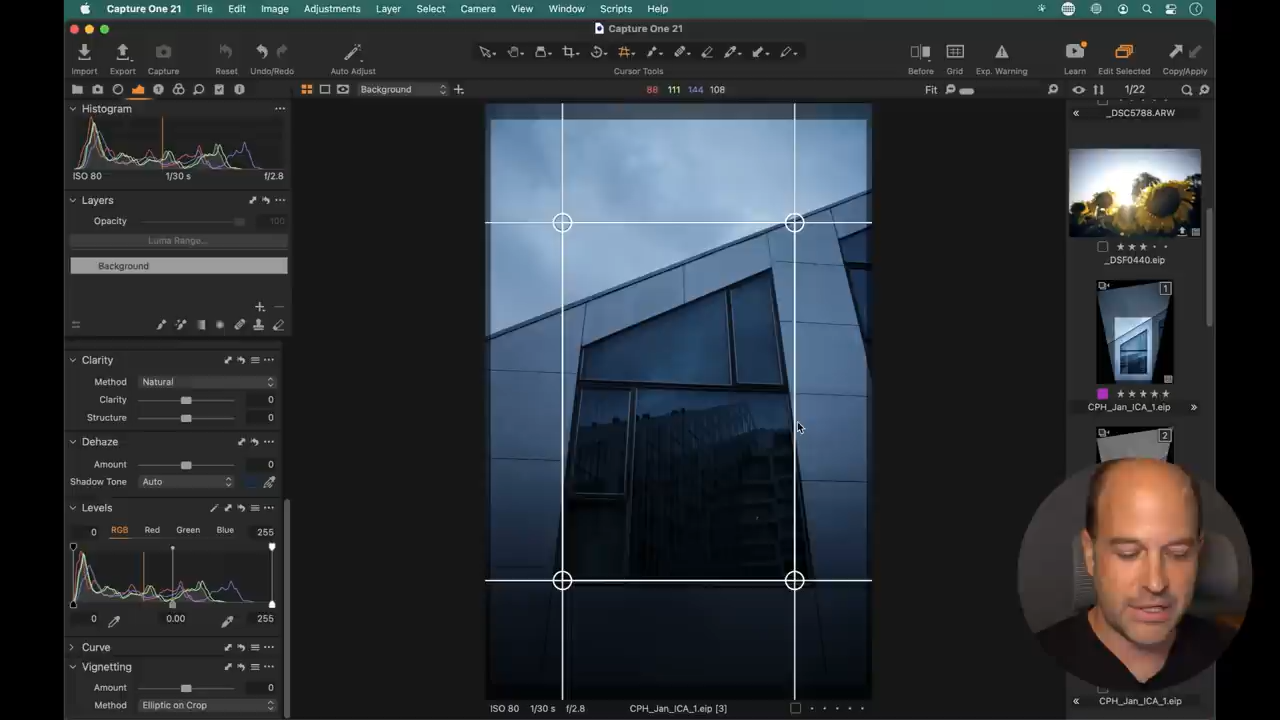 Capture One 21 File Edit Image Adjustments Layer Select Camera View Window Scripts Help
Capture One 21
Import Export Capture Reset Undo/Redo Auto Adjust Cursor Tools Before Grid Exp. Warning Learn Edit Selected Copy/Apply
Background 88 111 144 108 Fit 1/22
Histogram
ISO 80 1/30 s f/2.8
Layers
Opacity 100
Luma Range...
Background
Clarity
Method Natural
Clarity 0
Structure 0
Dehaze
Amount 0
Shadow Tone Auto
Levels
0 RGB Red Green Blue 255
0 0.00 255
Curve
Vignetting
Amount 0
Method Elliptic on Crop
ISO 80 1/30 s f/2.8 CPH_Jan_ICA_1.eip [3]
_DSC5788.ARW
_DSF0440.eip
1
CPH_Jan_ICA_1.eip
2
CPH_Jan_ICA_1.eip